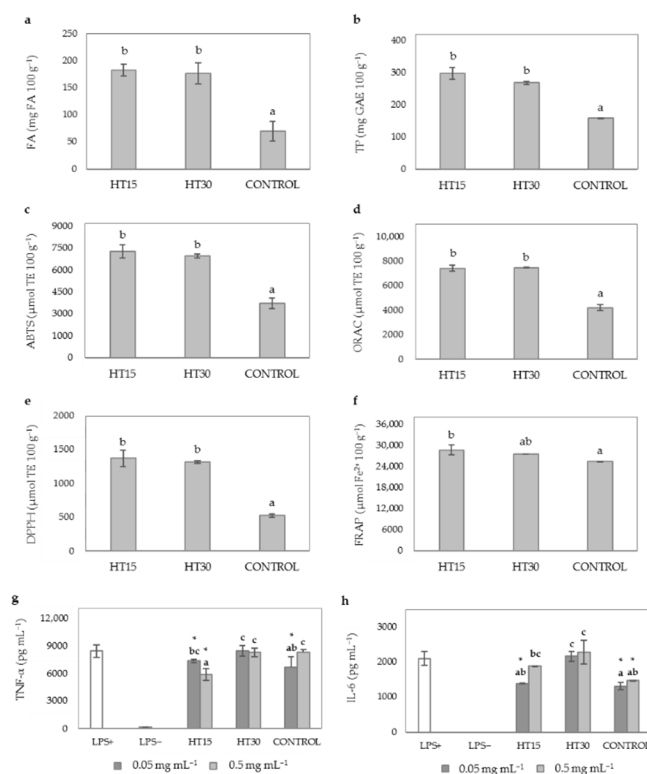 a
FA (mg FA 100 g⁻¹)
250
200
150
100
50
0
b
b
a
HT15 HT30 CONTROL
b
TP (mg GAE 100 g⁻¹)
400
300
200
100
0
b
b
a
HT15 HT30 CONTROL
c
ABTS (µmol TE 100 g⁻¹)
9000
7500
6000
4500
3000
1500
0
b
b
a
HT15 HT30 CONTROL
d
ORAC (µmol TE 100 g⁻¹)
10,000
8000
6000
4000
2000
0
b
b
a
HT15 HT30 CONTROL
e
DPPH (µmol TE 100 g⁻¹)
2000
1500
1000
500
0
b
b
a
HT15 HT30 CONTROL
f
FRAP (µmol Fe²⁺ 100 g⁻¹)
36,000
28,000
24,000
20,000
16,000
12,000
8000
4000
0
b
ab
a
HT15 HT30 CONTROL
g
TNF-α (pg mL⁻¹)
12,000
9000
6000
3000
0
* *
bc a
c c
*
ab c
LPS+ LPS− HT15 HT30 CONTROL
0.05 mg mL⁻¹ 0.5 mg mL⁻¹
h
IL-6 (pg mL⁻¹)
3000
2000
1000
0
*
ab bc
c c
* *
a ab
LPS+ LPS− HT15 HT30 CONTROL
0.05 mg mL⁻¹ 0.5 mg mL⁻¹